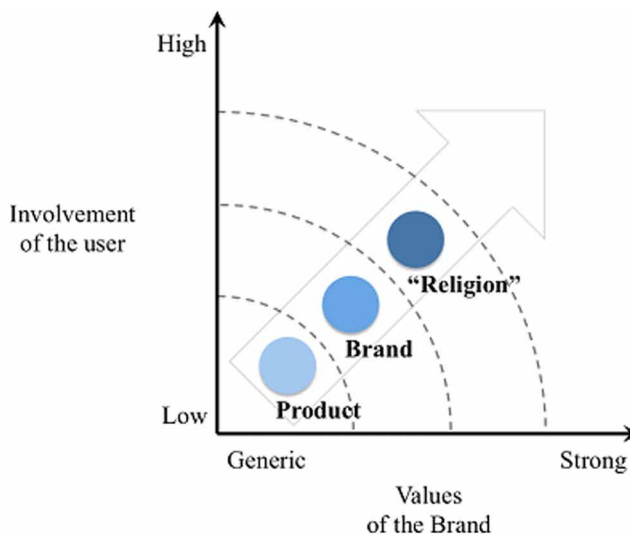 High
Involvement
of the user
“Religion”
Brand
Product
Low
Generic
Strong
Values
of the Brand